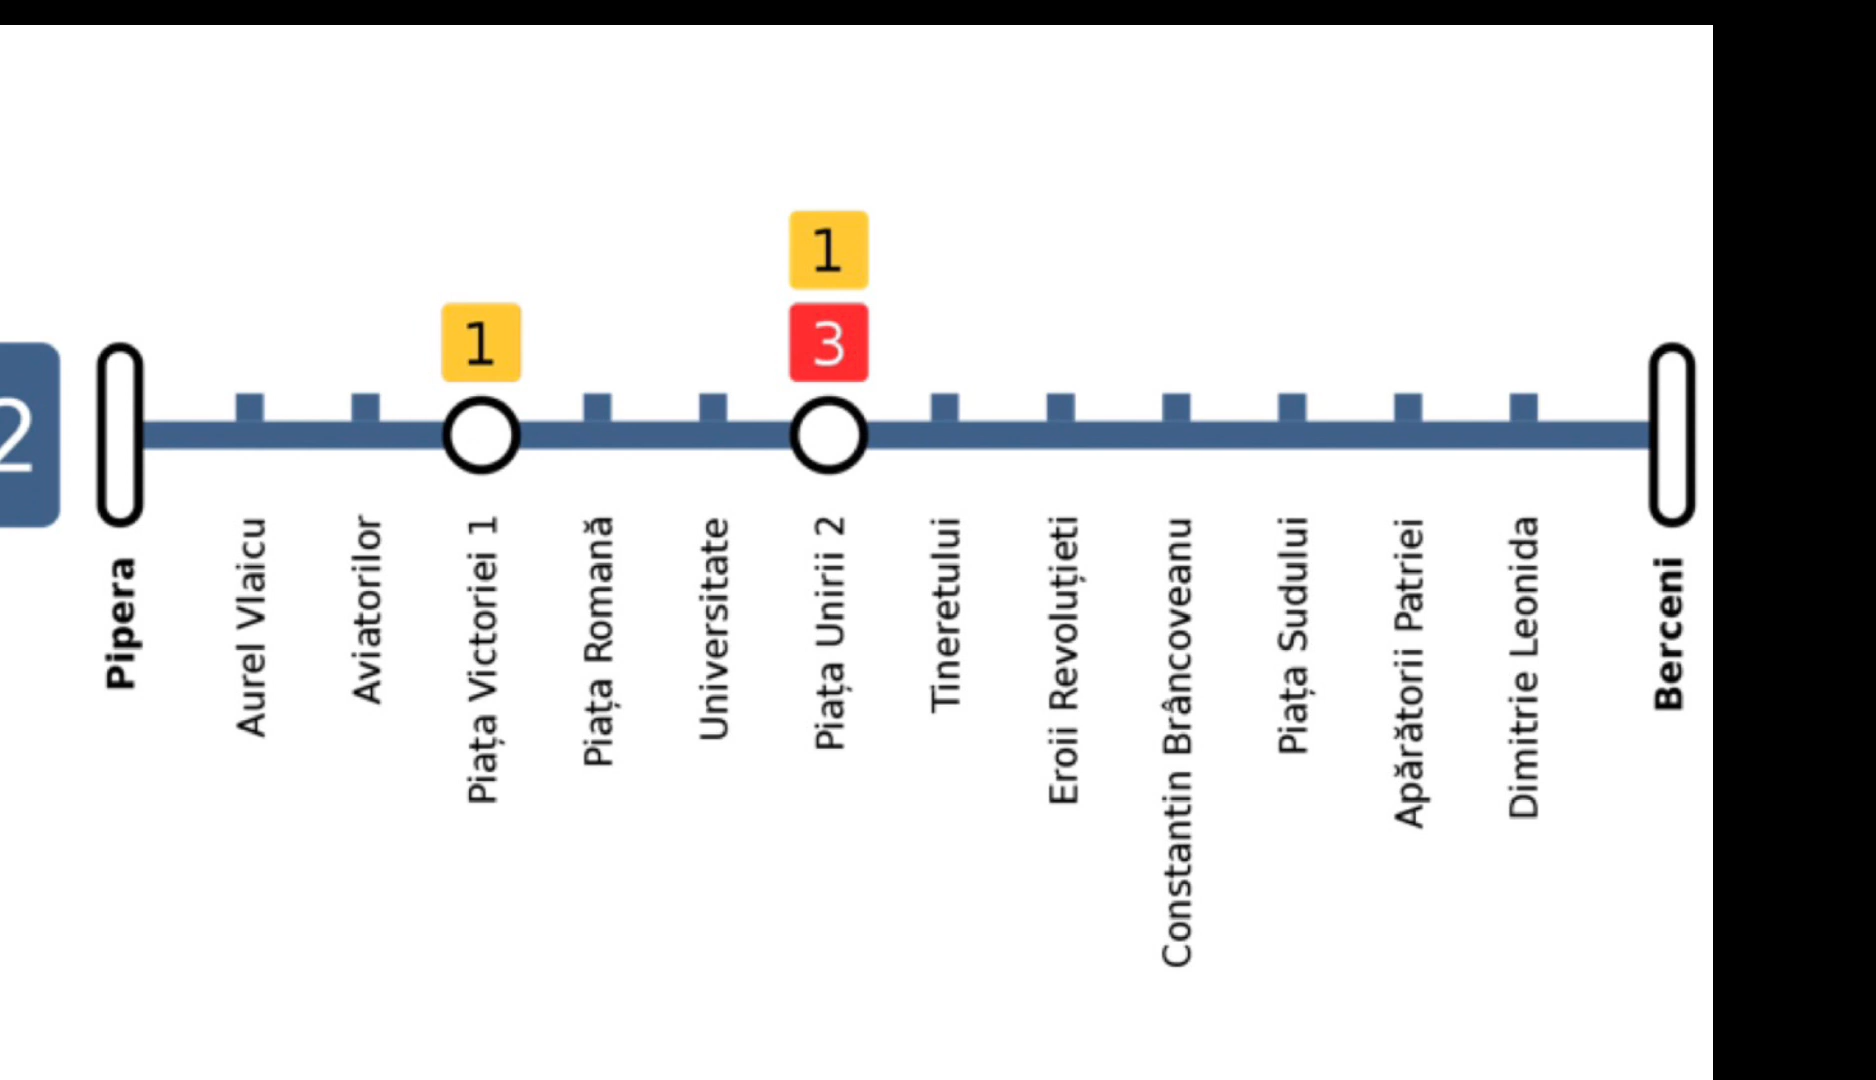 1
1
3
2
Pipera
Aurel Vlaicu
Aviatorilor
Piața Victoriei 1
Piața Romană
Universitate
Piața Unirii 2
Tineretului
Eroii Revoluțieti
Constantin Brâncoveanu
Piața Sudului
Apărătorii Patriei
Dimitrie Leonida
Berceni